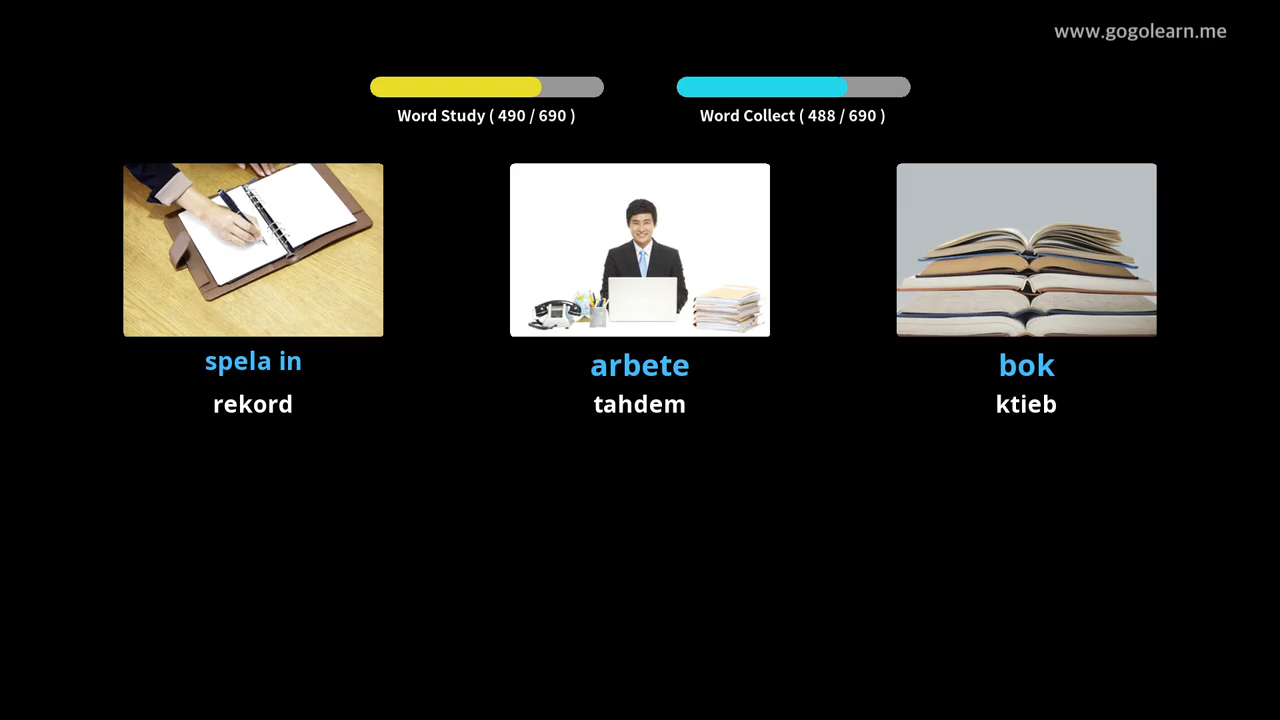 www.gogolearn.me
Word Study ( 490 / 690 )
Word Collect ( 488 / 690 )
spela in
arbete
bok
rekord
tahdem
ktieb